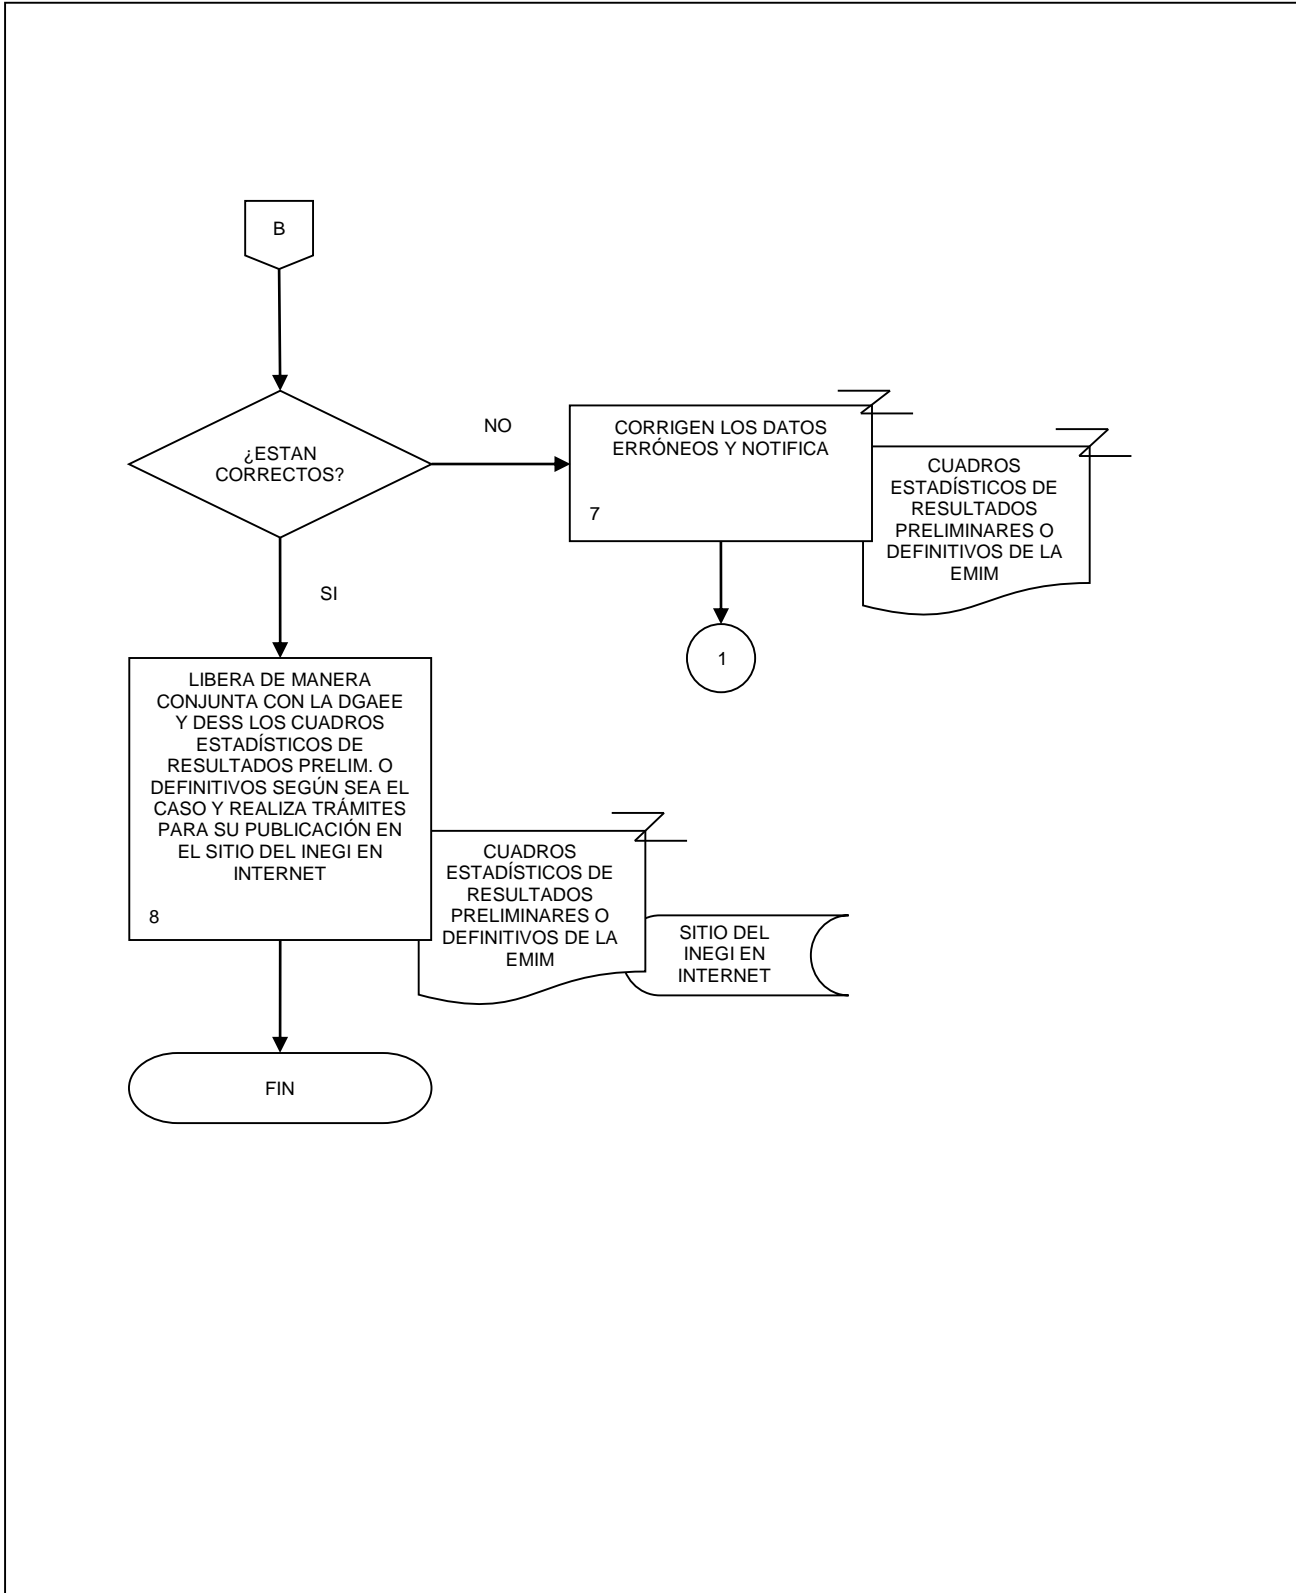 B
¿ESTAN
CORRECTOS?
NO
CORRIGEN LOS DATOS
ERRÓNEOS Y NOTIFICA
7
CUADROS
ESTADÍSTICOS DE
RESULTADOS
PRELIMINARES O
DEFINITIVOS DE LA
EMIM
1
SI
LIBERA DE MANERA
CONJUNTA CON LA DGAEE
Y DESS LOS CUADROS
ESTADÍSTICOS DE
RESULTADOS PRELIM. O
DEFINITIVOS SEGÚN SEA EL
CASO Y REALIZA TRÁMITES
PARA SU PUBLICACIÓN EN
EL SITIO DEL INEGI EN
INTERNET
8
CUADROS
ESTADÍSTICOS DE
RESULTADOS
PRELIMINARES O
DEFINITIVOS DE LA
EMIM
SITIO DEL
INEGI EN
INTERNET
FIN